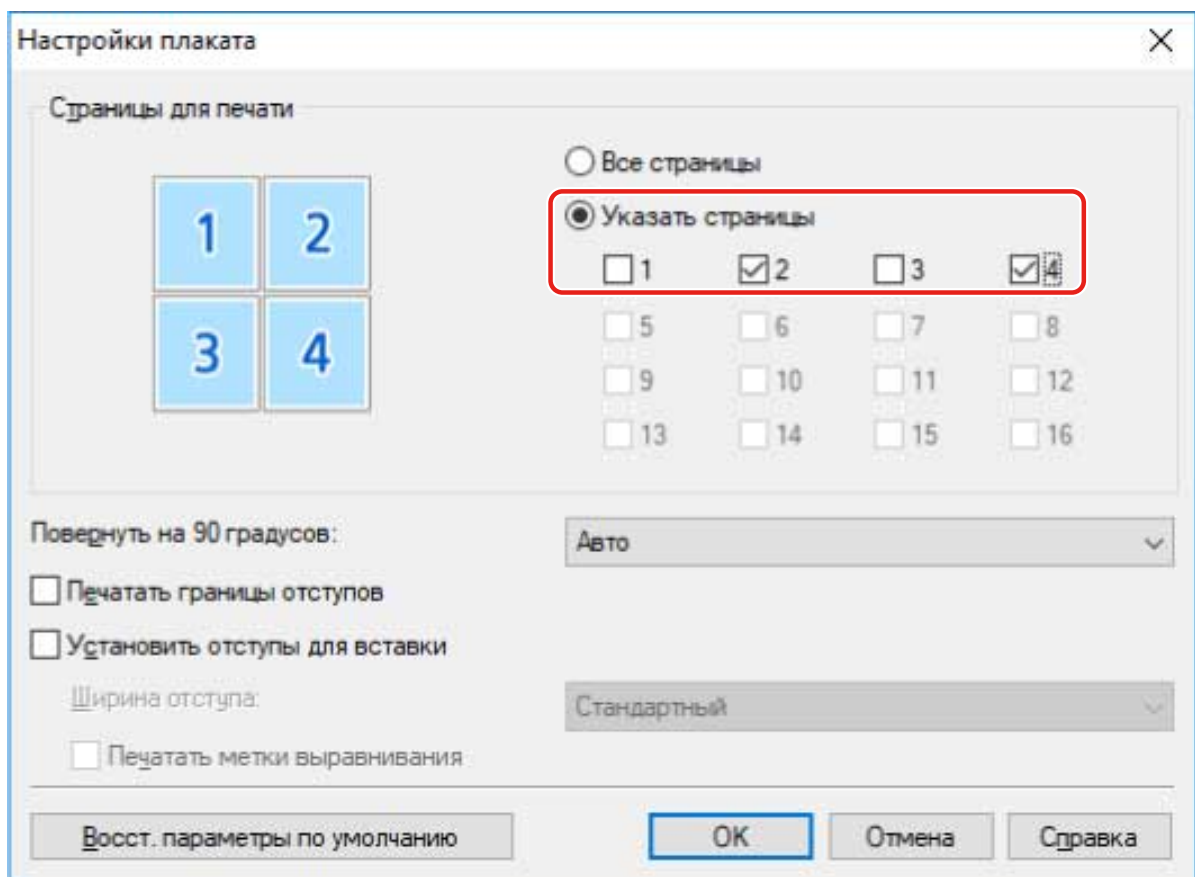 Настройки плаката
Страницы для печати
Все страницы
1 2
Указать страницы
1 2 3 4
3 4
5 6 7 8
9 10 11 12
13 14 15 16
Повернуть на 90 градусов: Авто
Печатать границы отступов
Установить отступы для вставки
Ширина отступа: Стандартный
Печатать метки выравнивания
Восст. параметры по умолчанию OK Отмена Справка